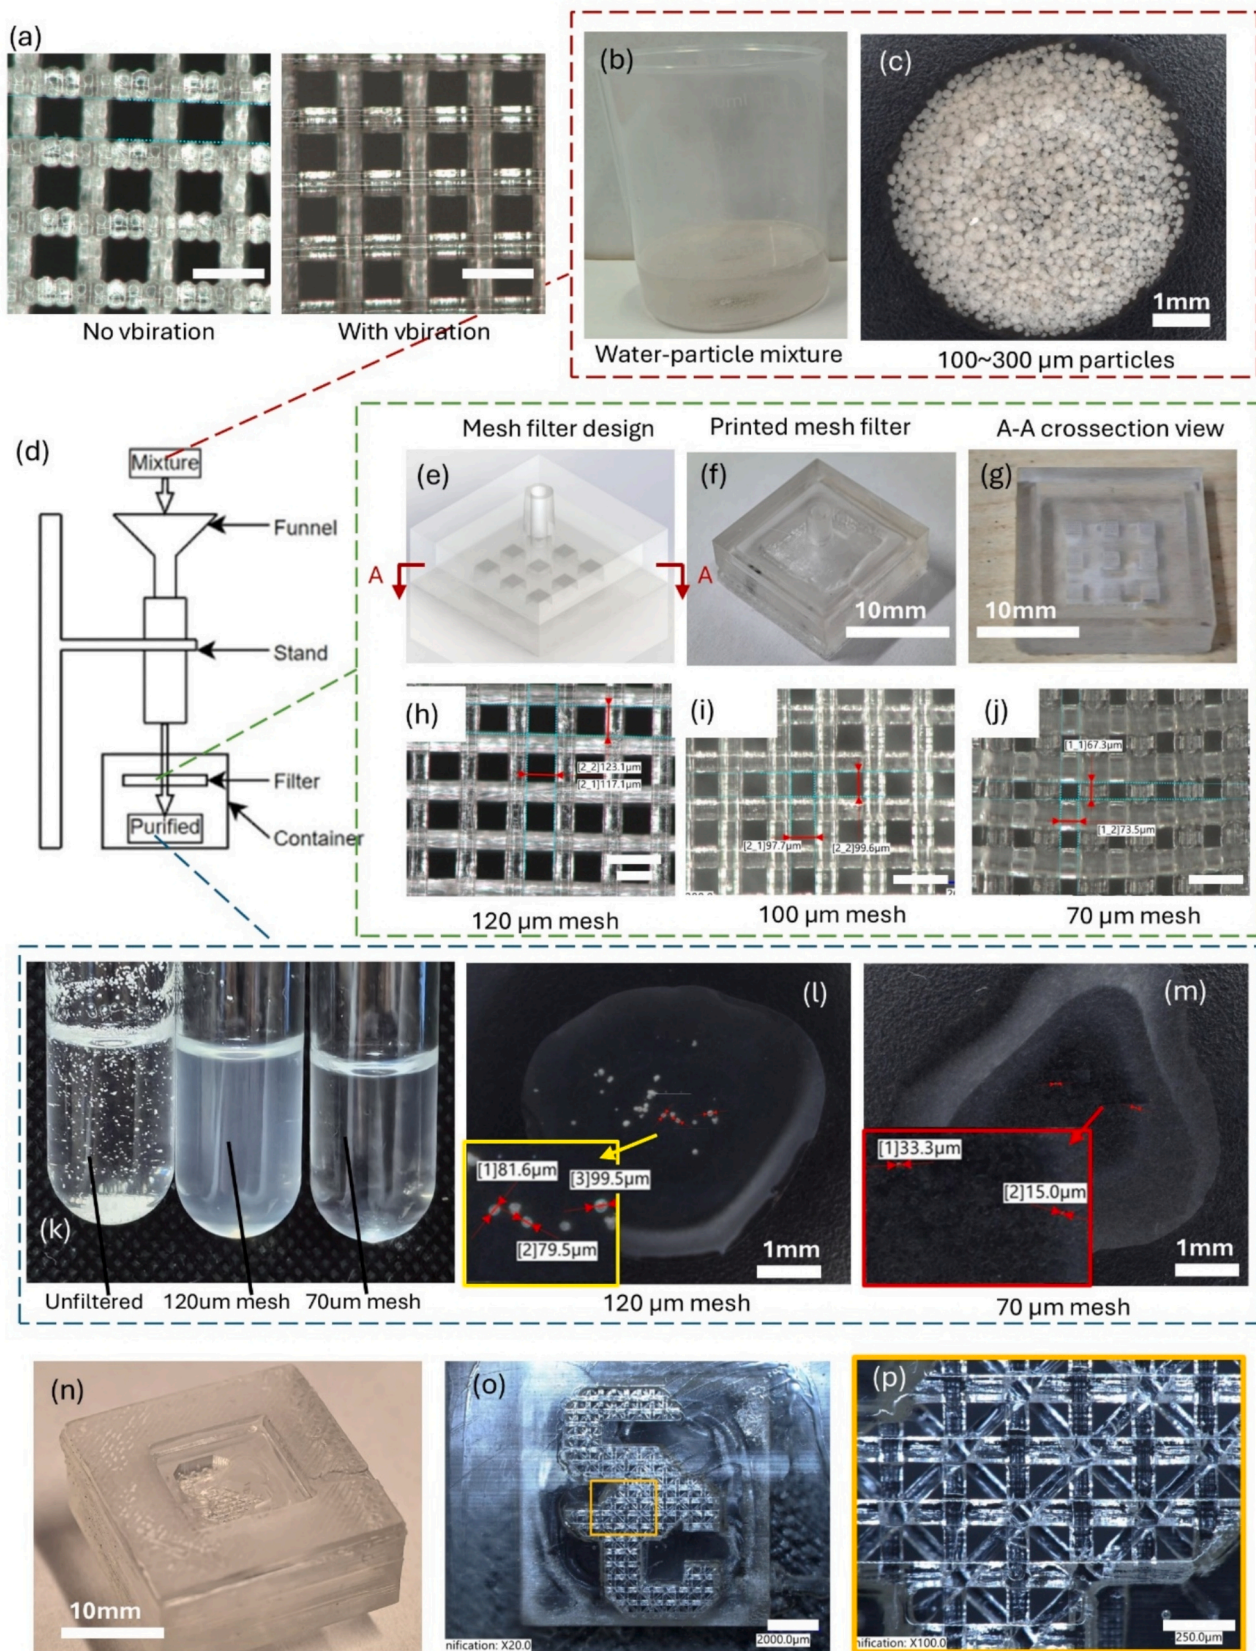 (a)
No vbiration
With vbiration
(b)
Water-particle mixture
(c)
1mm
100~300 µm particles
(d)
Mixture
Funnel
Stand
Filter
Purified
Container
Mesh filter design
Printed mesh filter
A-A crossection view
(e)
A
A
(f)
10mm
(g)
10mm
(h)
[2_2]123.1µm
[2_1]117.1µm
120 µm mesh
(i)
[2_1]97.7µm
[2_2]99.6µm
100 µm mesh
(j)
[1_1]67.3µm
[1_2]73.5µm
70 µm mesh
(k)
Unfiltered
120um mesh
70um mesh
(l)
[1]81.6µm
[3]99.5µm
[2]79.5µm
1mm
120 µm mesh
(m)
[1]33.3µm
[2]15.0µm
1mm
70 µm mesh
(n)
10mm
(o)
nification: X20.0
2000.0µm
(p)
nification: X100.0
250.0µm